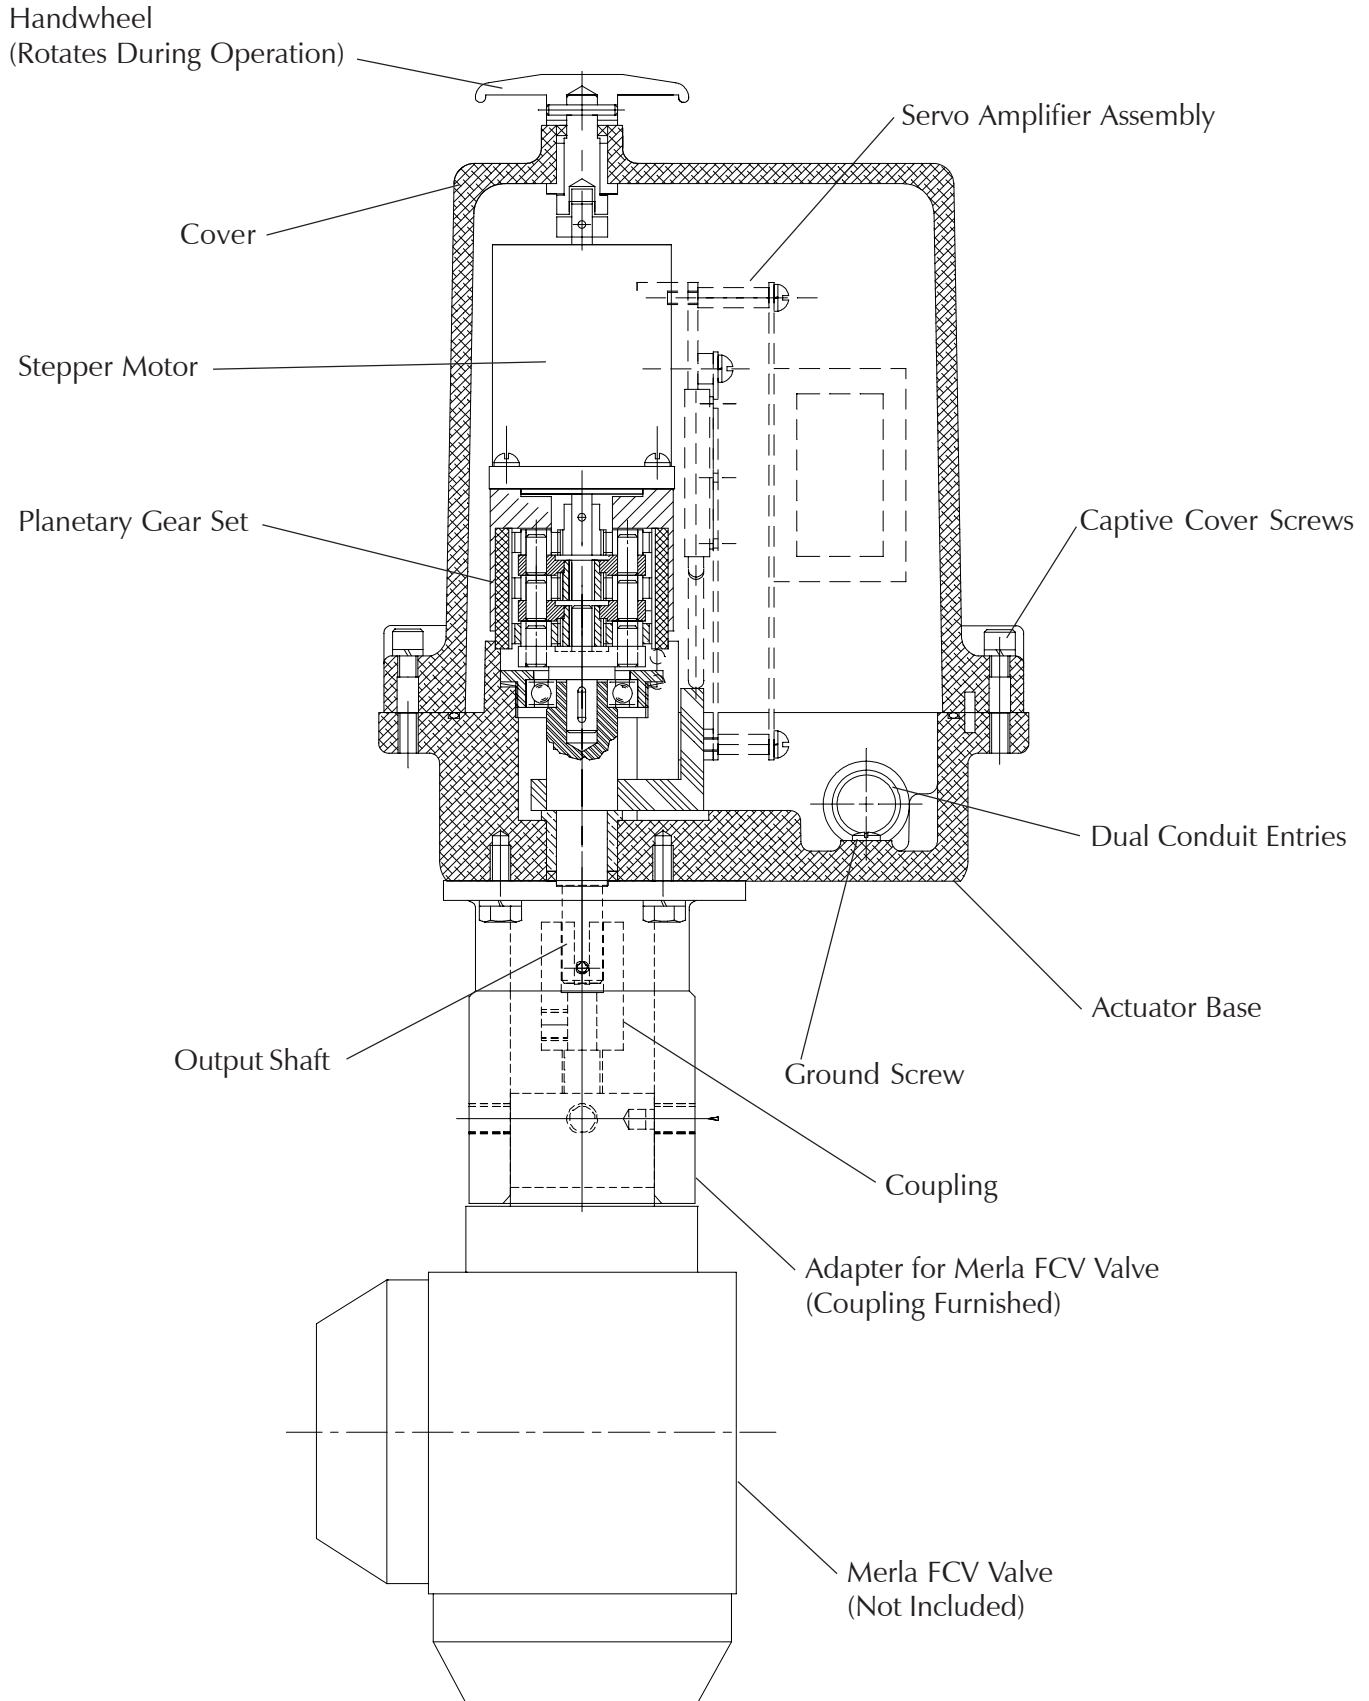 Handwheel
(Rotates During Operation)
Servo Amplifier Assembly
Cover
Stepper Motor
Planetary Gear Set
Captive Cover Screws
Dual Conduit Entries
Actuator Base
Output Shaft
Ground Screw
Coupling
Adapter for Merla FCV Valve
(Coupling Furnished)
Merla FCV Valve
(Not Included)